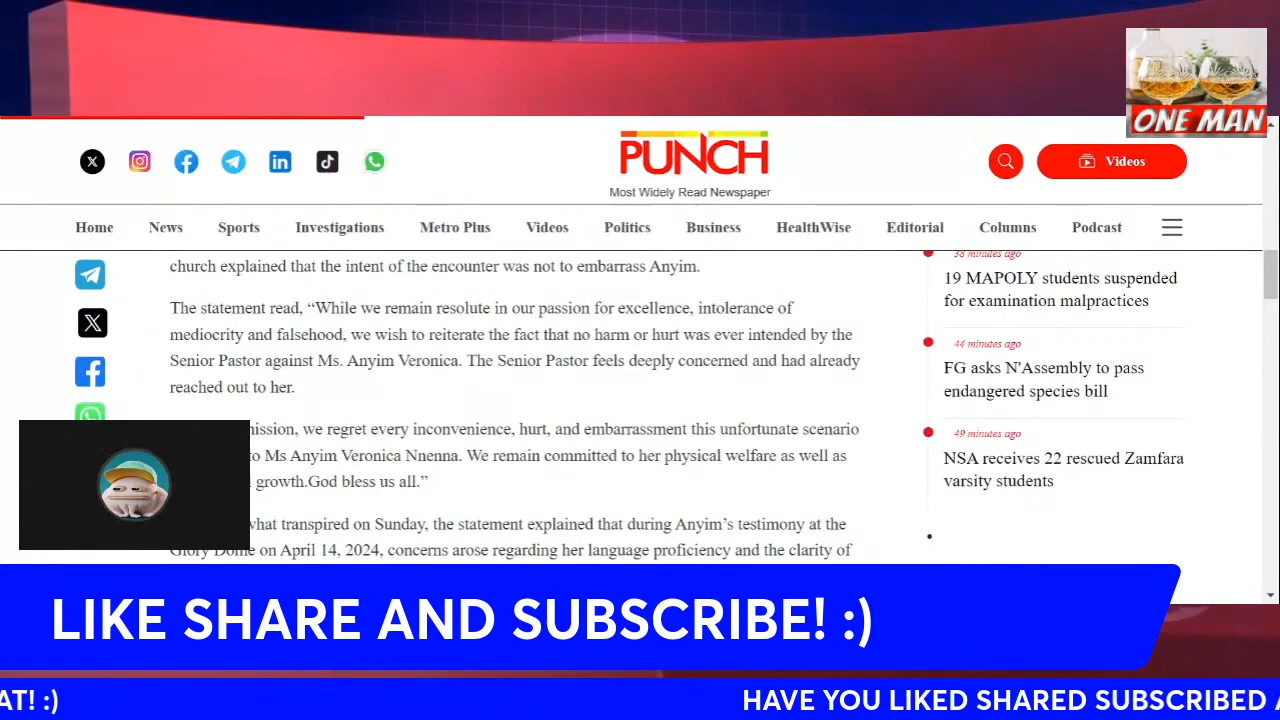 ONE MAN
PUNCH
Most Widely Read Newspaper
Videos
Home News Sports Investigations Metro Plus Videos Politics Business HealthWise Editorial Columns Podcast
church explained that the intent of the encounter was not to embarrass Anyim.
The statement read, “While we remain resolute in our passion for excellence, intolerance of
mediocrity and falsehood, we wish to reiterate the fact that no harm or hurt was ever intended by the
Senior Pastor against Ms. Anyim Veronica. The Senior Pastor feels deeply concerned and had already
reached out to her.
we regret every inconvenience, hurt, and embarrassment this unfortunate scenario
to Ms Anyim Veronica Nnenna. We remain committed to her physical welfare as well as
growth.God bless us all.”
what transpired on Sunday, the statement explained that during Anyim’s testimony at the
Glory Dome on April 14, 2024, concerns arose regarding her language proficiency and the clarity of
38 minutes ago
19 MAPOLY students suspended
for examination malpractices
44 minutes ago
FG asks N'Assembly to pass
endangered species bill
49 minutes ago
NSA receives 22 rescued Zamfara
varsity students
LIKE SHARE AND SUBSCRIBE! :)
AT! :) HAVE YOU LIKED SHARED SUBSCRIBED